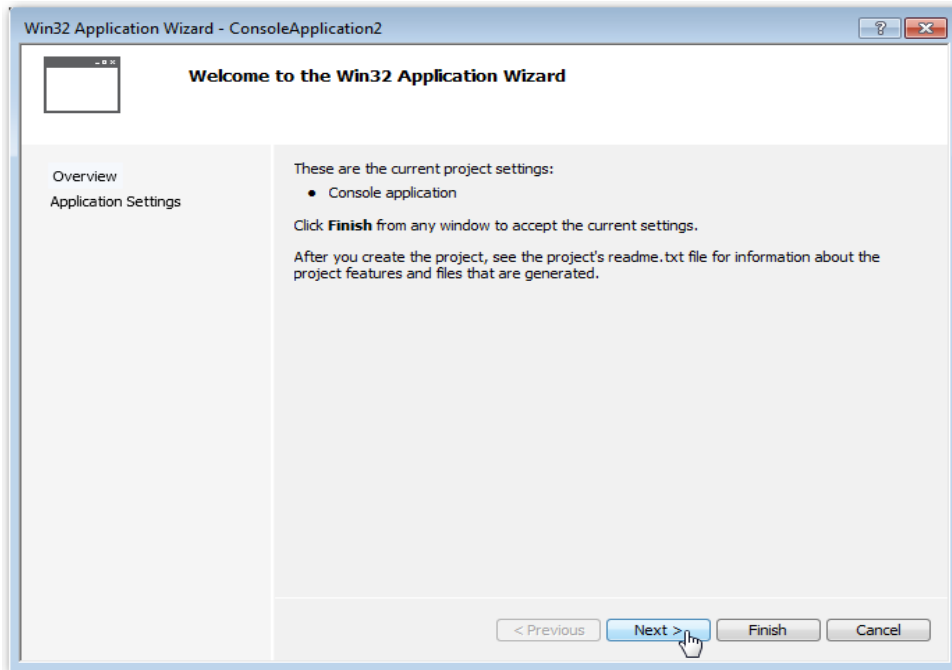 Win32 Application Wizard - ConsoleApplication2
Welcome to the Win32 Application Wizard
Overview
Application Settings
These are the current project settings:
• Console application
Click Finish from any window to accept the current settings.
After you create the project, see the project's readme.txt file for information about the
project features and files that are generated.
< Previous
Next >
Finish
Cancel